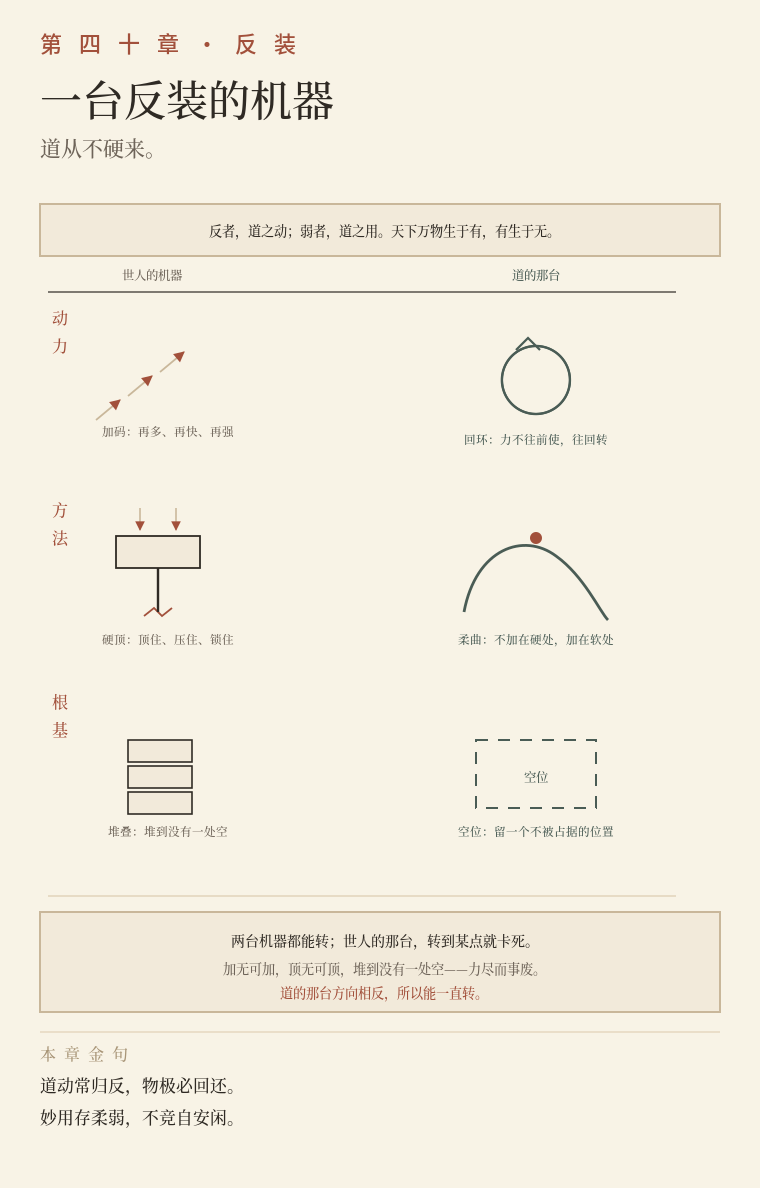 第四十章・反装
一台反装的机器
道从不硬来。
反者，道之动；弱者，道之用。天下万物生于有，有生于无。
世人的机器
道的那台
动力
加码：再多、再快、再强
回环：力不往前使，往回转
方法
硬顶：顶住、压住、锁住
柔曲：不加在硬处，加在软处
根基
空位
堆叠：堆到没有一处空
空位：留一个不被占据的位置
两台机器都能转；世人的那台，转到某点就卡死。
加无可加，顶无可顶，堆到没有一处空——力尽而事废。
道的那台方向相反，所以能一直转。
本章金句
道动常归反，物极必回还。
妙用存柔弱，不竞自安闲。